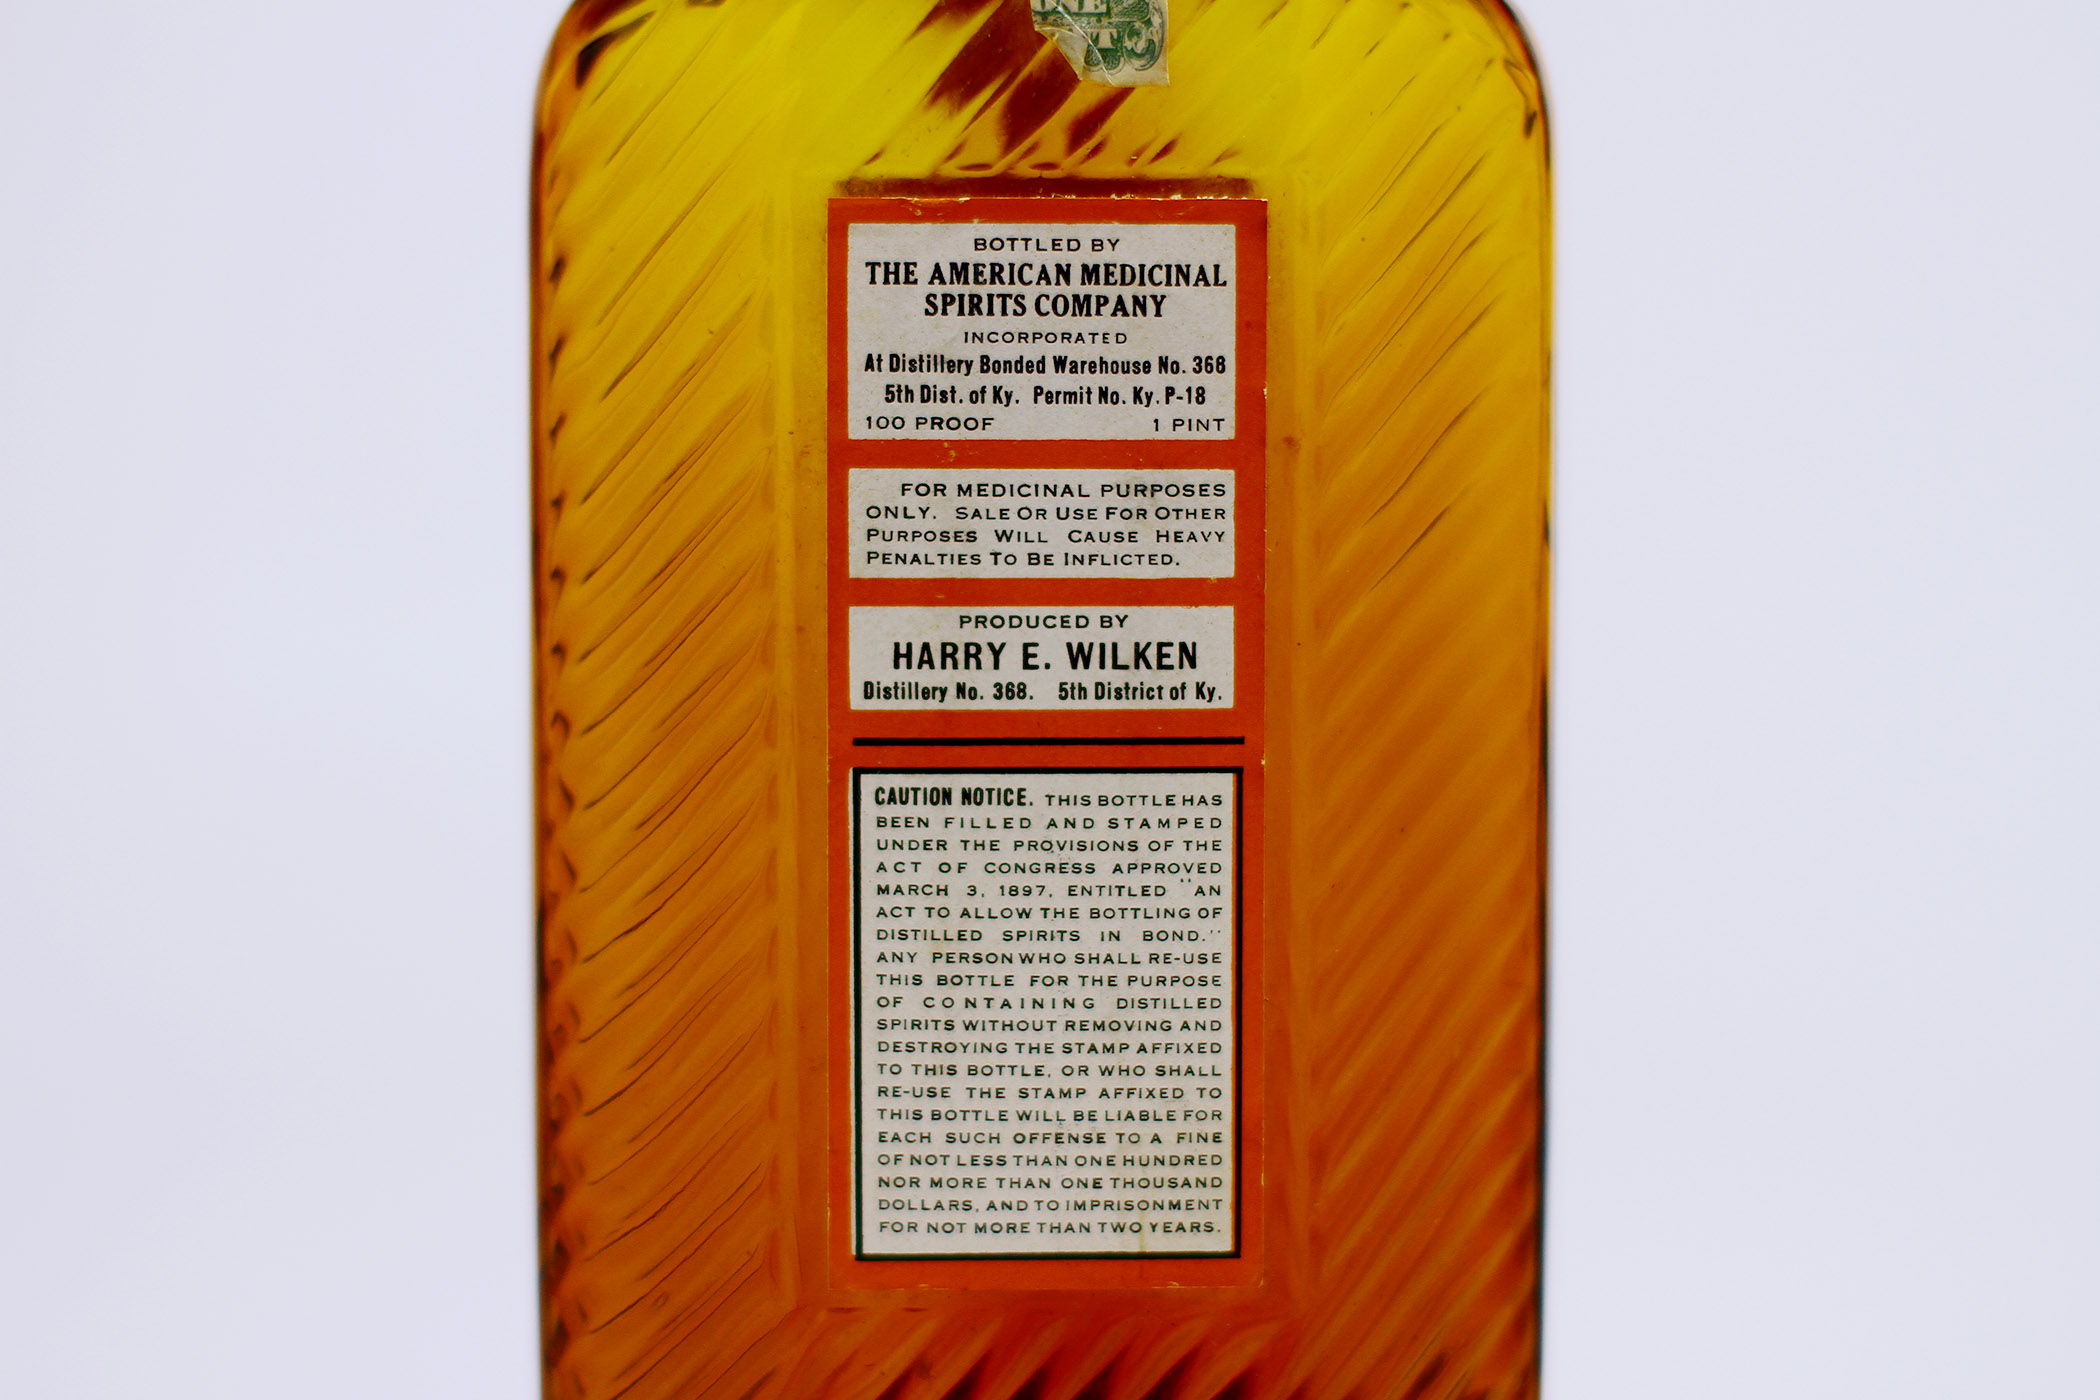 ONE
BOTTLED BY
THE AMERICAN MEDICINAL
SPIRITS COMPANY
INCORPORATED
At Distillery Bonded Warehouse No. 368
5th Dist. of Ky. Permit No. Ky. P-18
100 PROOF 1 PINT
FOR MEDICINAL PURPOSES
ONLY. SALE OR USE FOR OTHER
PURPOSES WILL CAUSE HEAVY
PENALTIES TO BE INFLICTED.
PRODUCED BY
HARRY E. WILKEN
Distillery No. 368. 5th District of Ky.
CAUTION NOTICE. THIS BOTTLE HAS
BEEN FILLED AND STAMPED
UNDER THE PROVISIONS OF THE
ACT OF CONGRESS APPROVED
MARCH 3, 1897, ENTITLED "AN
ACT TO ALLOW THE BOTTLING OF
DISTILLED SPIRITS IN BOND."
ANY PERSON WHO SHALL RE-USE
THIS BOTTLE FOR THE PURPOSE
OF CONTAINING DISTILLED
SPIRITS WITHOUT REMOVING AND
DESTROYING THE STAMP AFFIXED
TO THIS BOTTLE, OR WHO SHALL
RE-USE THE STAMP AFFIXED TO
THIS BOTTLE WILL BE LIABLE FOR
EACH SUCH OFFENSE TO A FINE
OF NOT LESS THAN ONE HUNDRED
NOR MORE THAN ONE THOUSAND
DOLLARS, AND TO IMPRISONMENT
FOR NOT MORE THAN TWO YEARS.